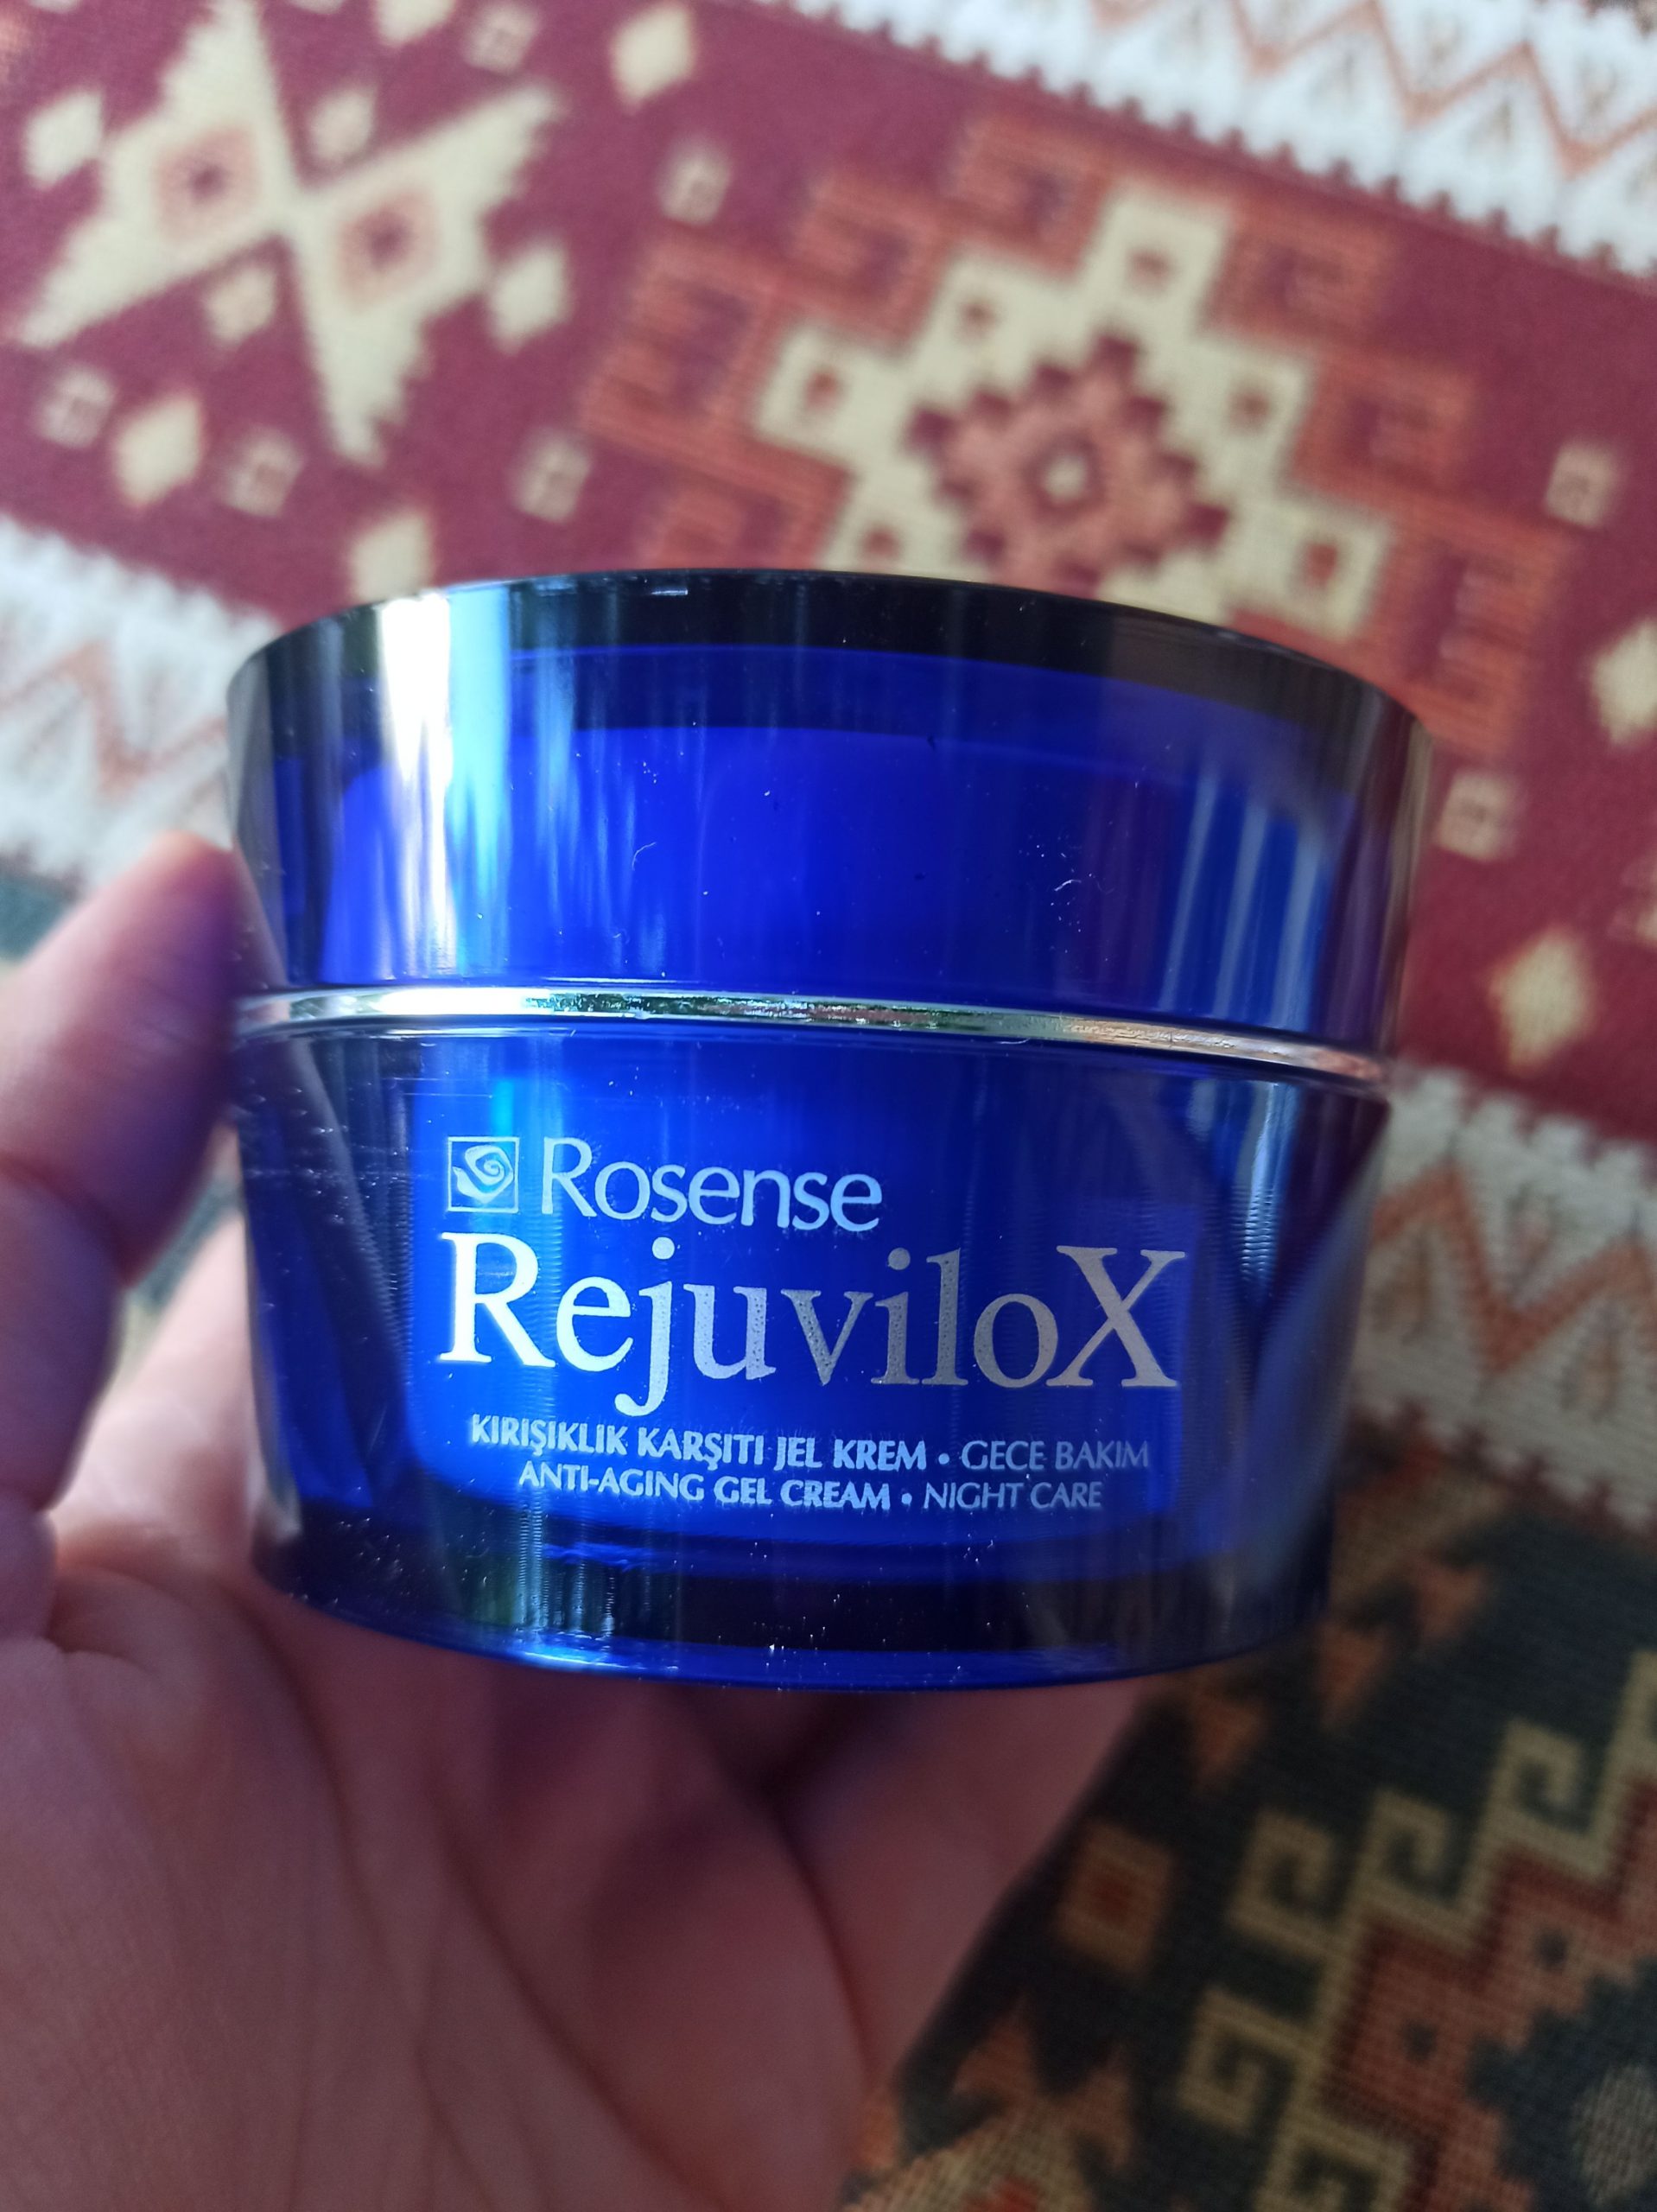 Rosense
RejuviloX
KIRIŞIKLIK KARŞITI JEL KREM • GECE BAKIM
ANTI-AGING GEL CREAM • NIGHT CARE